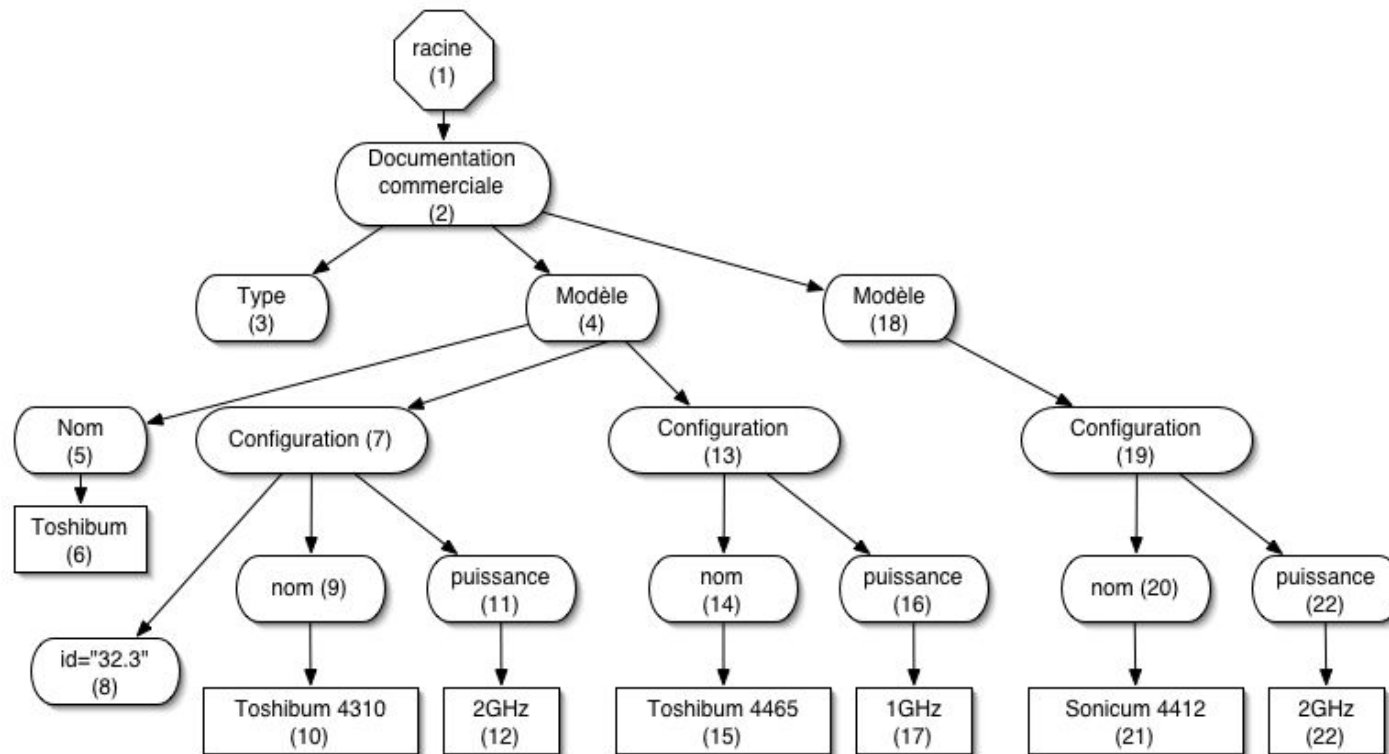 racine
(1)
Documentation
commerciale
(2)
Type
(3)
Modèle
(4)
Modèle
(18)
Nom
(5)
Configuration (7)
Configuration
(13)
Configuration
(19)
Toshibum
(6)
nom (9)
puissance
(11)
nom
(14)
puissance
(16)
nom (20)
puissance
(22)
id="32.3"
(8)
Toshibum 4310
(10)
2GHz
(12)
Toshibum 4465
(15)
1GHz
(17)
Sonicum 4412
(21)
2GHz
(22)